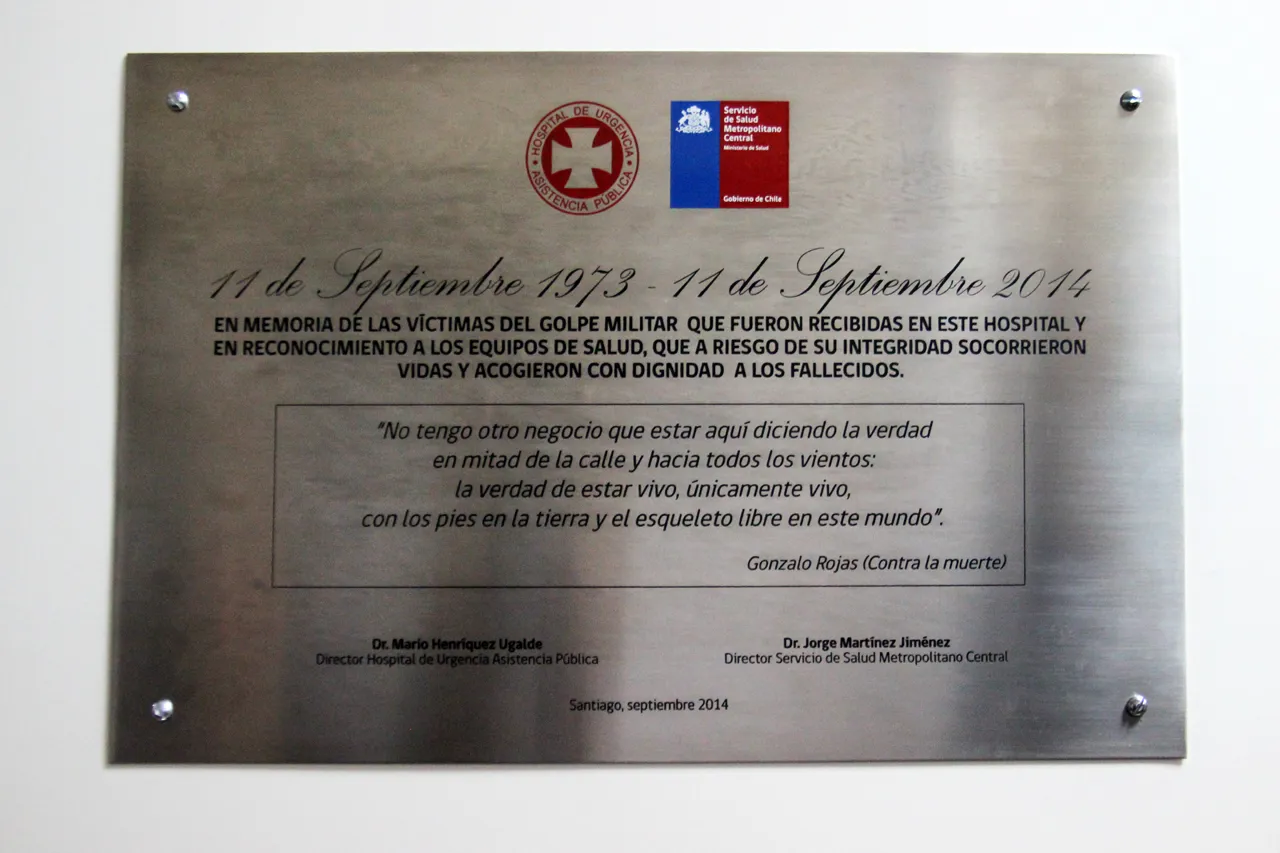 HOSPITAL DE URGENCIA
ASISTENCIA PÚBLICA
Servicio
de Salud
Metropolitano
Central
Ministerio de Salud
Gobierno de Chile
11 de Septiembre 1973 - 11 de Septiembre 2014
EN MEMORIA DE LAS VÍCTIMAS DEL GOLPE MILITAR QUE FUERON RECIBIDAS EN ESTE HOSPITAL Y
EN RECONOCIMIENTO A LOS EQUIPOS DE SALUD, QUE A RIESGO DE SU INTEGRIDAD SOCORRIERON
VIDAS Y ACOGIERON CON DIGNIDAD A LOS FALLECIDOS.
"No tengo otro negocio que estar aquí diciendo la verdad
en mitad de la calle y hacia todos los vientos:
la verdad de estar vivo, únicamente vivo,
con los pies en la tierra y el esqueleto libre en este mundo".
Gonzalo Rojas (Contra la muerte)
Dr. Mario Henríquez Ugalde
Director Hospital de Urgencia Asistencia Pública
Dr. Jorge Martínez Jiménez
Director Servicio de Salud Metropolitano Central
Santiago, septiembre 2014